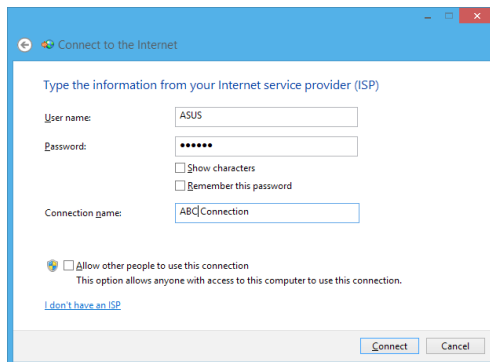 Connect to the Internet
Type the information from your Internet service provider (ISP)
User name:
ASUS
Password:
••••••
Show characters
Remember this password
Connection name:
ABC Connection
Allow other people to use this connection
This option allows anyone with access to this computer to use this connection.
I don't have an ISP
Connect
Cancel